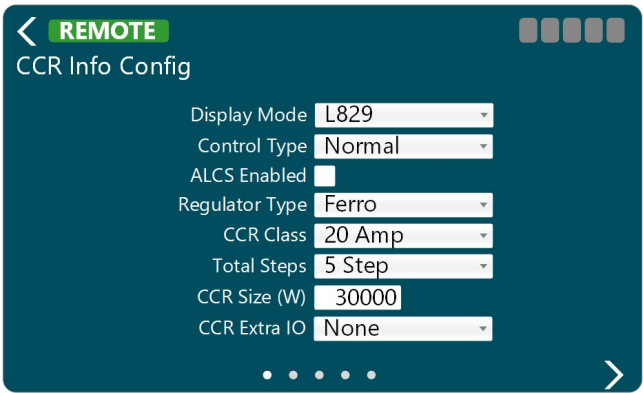 REMOTE
CCR Info Config
Display Mode L829
Control Type Normal
ALCS Enabled
Regulator Type Ferro
CCR Class 20 Amp
Total Steps 5 Step
CCR Size (W) 30000
CCR Extra IO None